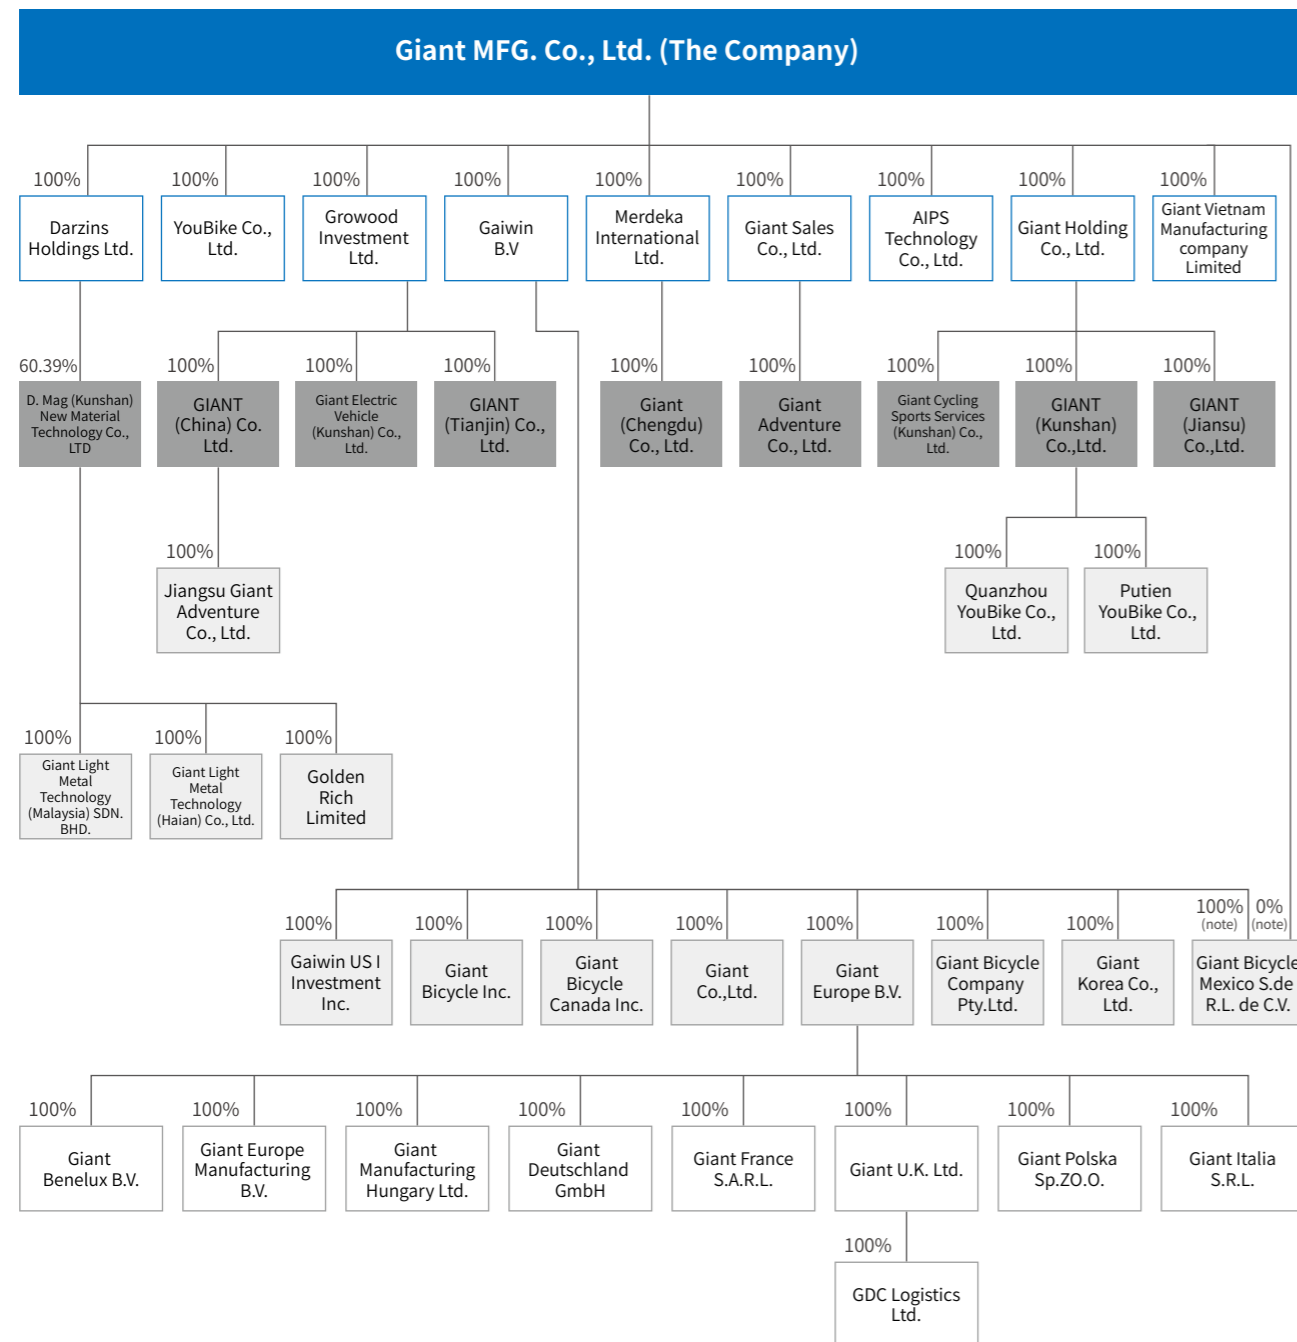 Giant MFG. Co., Ltd. (The Company)
100%
100%
100%
100%
100%
100%
100%
100%
100%
Darzins
Holdings Ltd.
YouBike Co.,
Ltd.
Growood
Investment
Ltd.
Gaiwin
B.V
Merdeka
International
Ltd.
Giant Sales
Co., Ltd.
AIPS
Technology
Co., Ltd.
Giant Holding
Co., Ltd.
Giant Vietnam
Manufacturing
company
Limited
60.39%
100%
100%
100%
100%
100%
100%
100%
100%
D. Mag (Kunshan)
New Material
Technology Co.,
LTD
GIANT
(China) Co.
Ltd.
Giant Electric
Vehicle
(Kunshan) Co.,
Ltd.
GIANT
(Tianjin) Co.,
Ltd.
Giant
(Chengdu)
Co., Ltd.
Giant
Adventure
Co., Ltd.
Giant Cycling
Sports Services
(Kunshan) Co.,
Ltd.
GIANT
(Kunshan)
Co.,Ltd.
GIANT
(Jiansu)
Co.,Ltd.
100%
100%
100%
Jiangsu Giant
Adventure
Co., Ltd.
Quanzhou
YouBike Co.,
Ltd.
Putien
YouBike Co.,
Ltd.
100%
100%
100%
Giant Light
Metal
Technology
(Malaysia) SDN.
BHD.
Giant Light
Metal
Technology
(Haian) Co., Ltd.
Golden
Rich
Limited
100%
100%
100%
100%
100%
100%
100%
100%
(note)
0%
(note)
Gaiwin US I
Investment
Inc.
Giant
Bicycle Inc.
Giant
Bicycle
Canada Inc.
Giant
Co.,Ltd.
Giant
Europe B.V.
Giant Bicycle
Company
Pty.Ltd.
Giant
Korea Co.,
Ltd.
Giant Bicycle
Mexico S.de
R.L. de C.V.
100%
100%
100%
100%
100%
100%
100%
100%
Giant
Benelux B.V.
Giant Europe
Manufacturing
B.V.
Giant
Manufacturing
Hungary Ltd.
Giant
Deutschland
GmbH
Giant France
S.A.R.L.
Giant U.K. Ltd.
Giant Polska
Sp.ZO.O.
Giant Italia
S.R.L.
100%
GDC Logistics
Ltd.